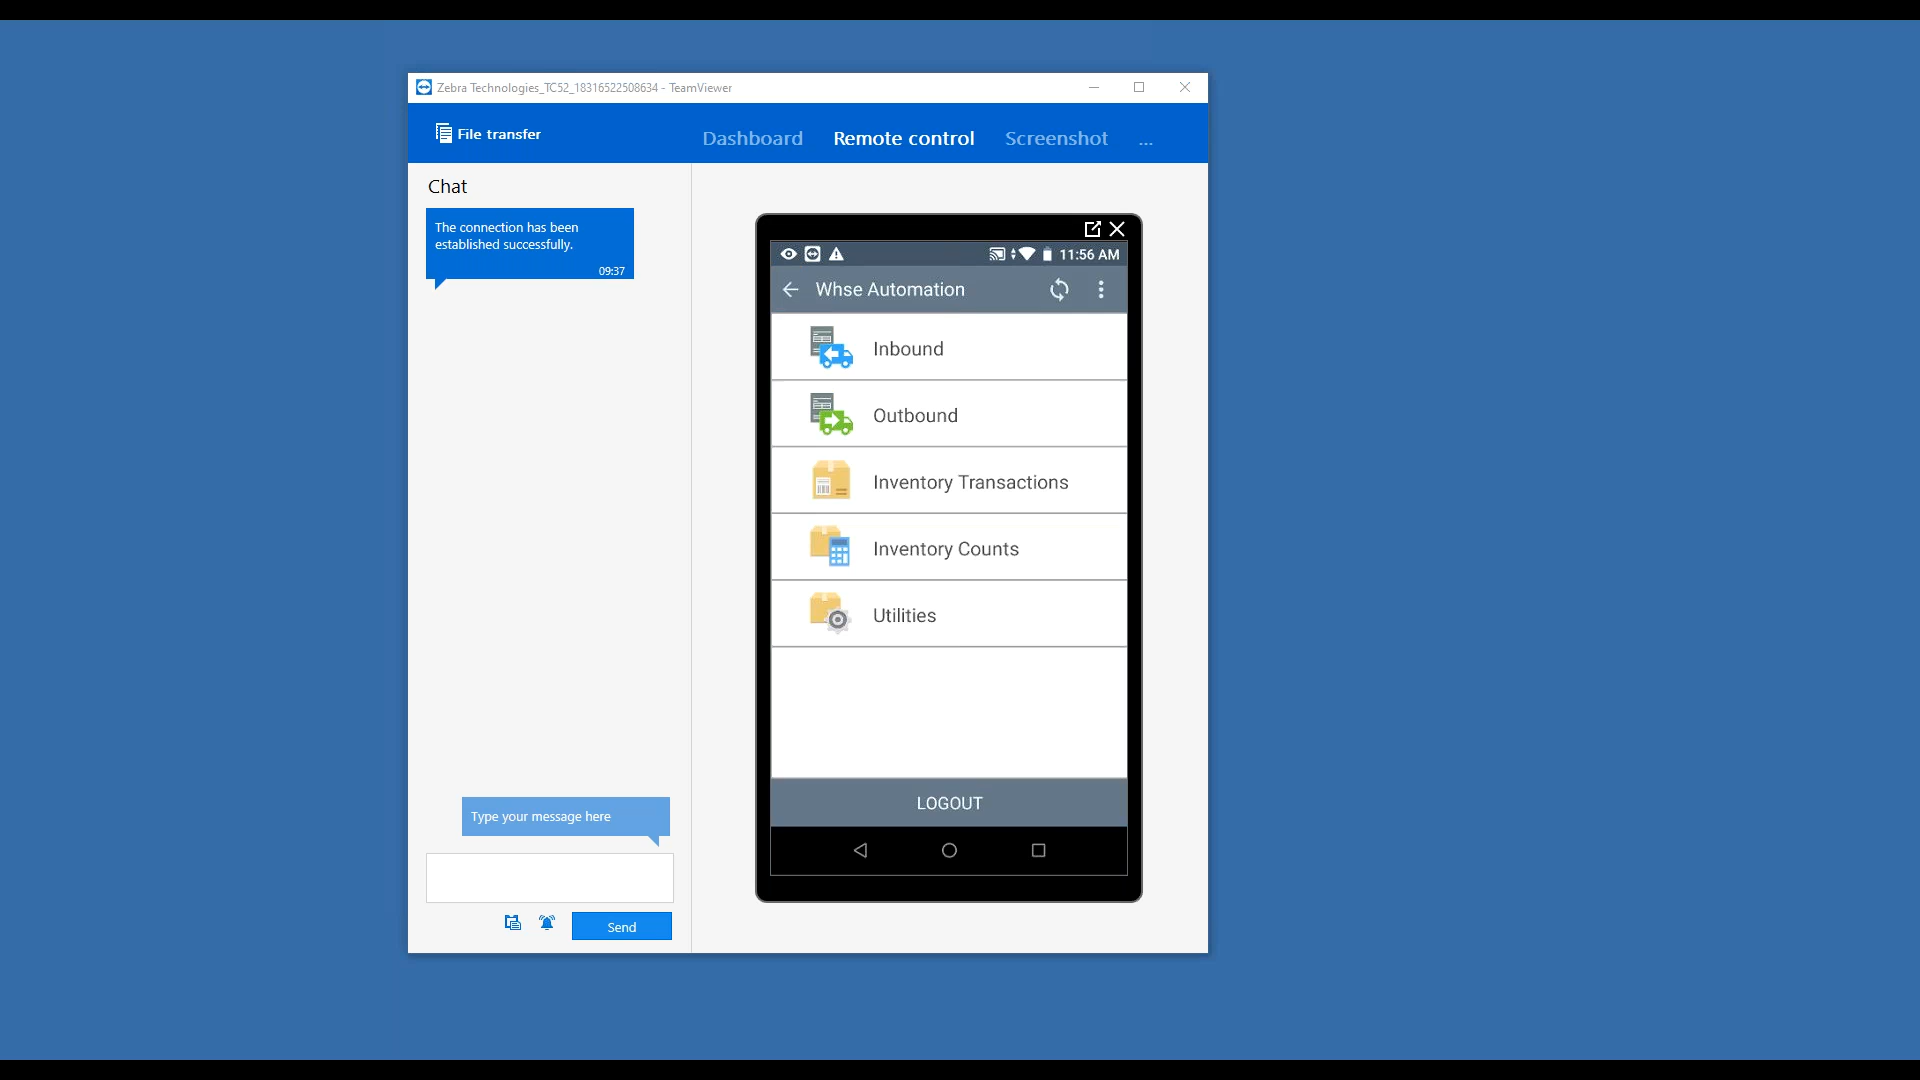 Zebra Technologies_TC52_18316522508634 - TeamViewer
File transfer
Dashboard
Remote control
Screenshot
...
Chat
The connection has been
established successfully.
09:37
11:56 AM
Whse Automation
Inbound
Outbound
Inventory Transactions
Inventory Counts
Utilities
LOGOUT
Type your message here
Send